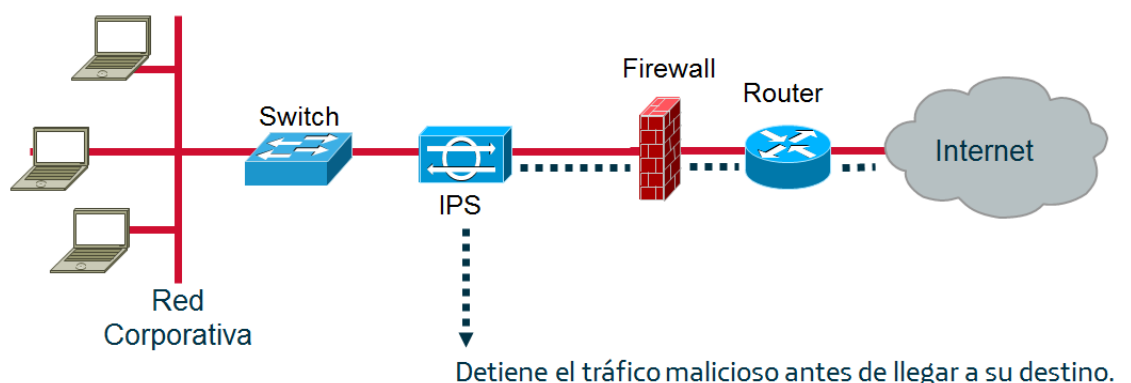 Firewall
Router
Switch
Internet
IPS
Red
Corporativa
Detiene el tráfico malicioso antes de llegar a su destino.